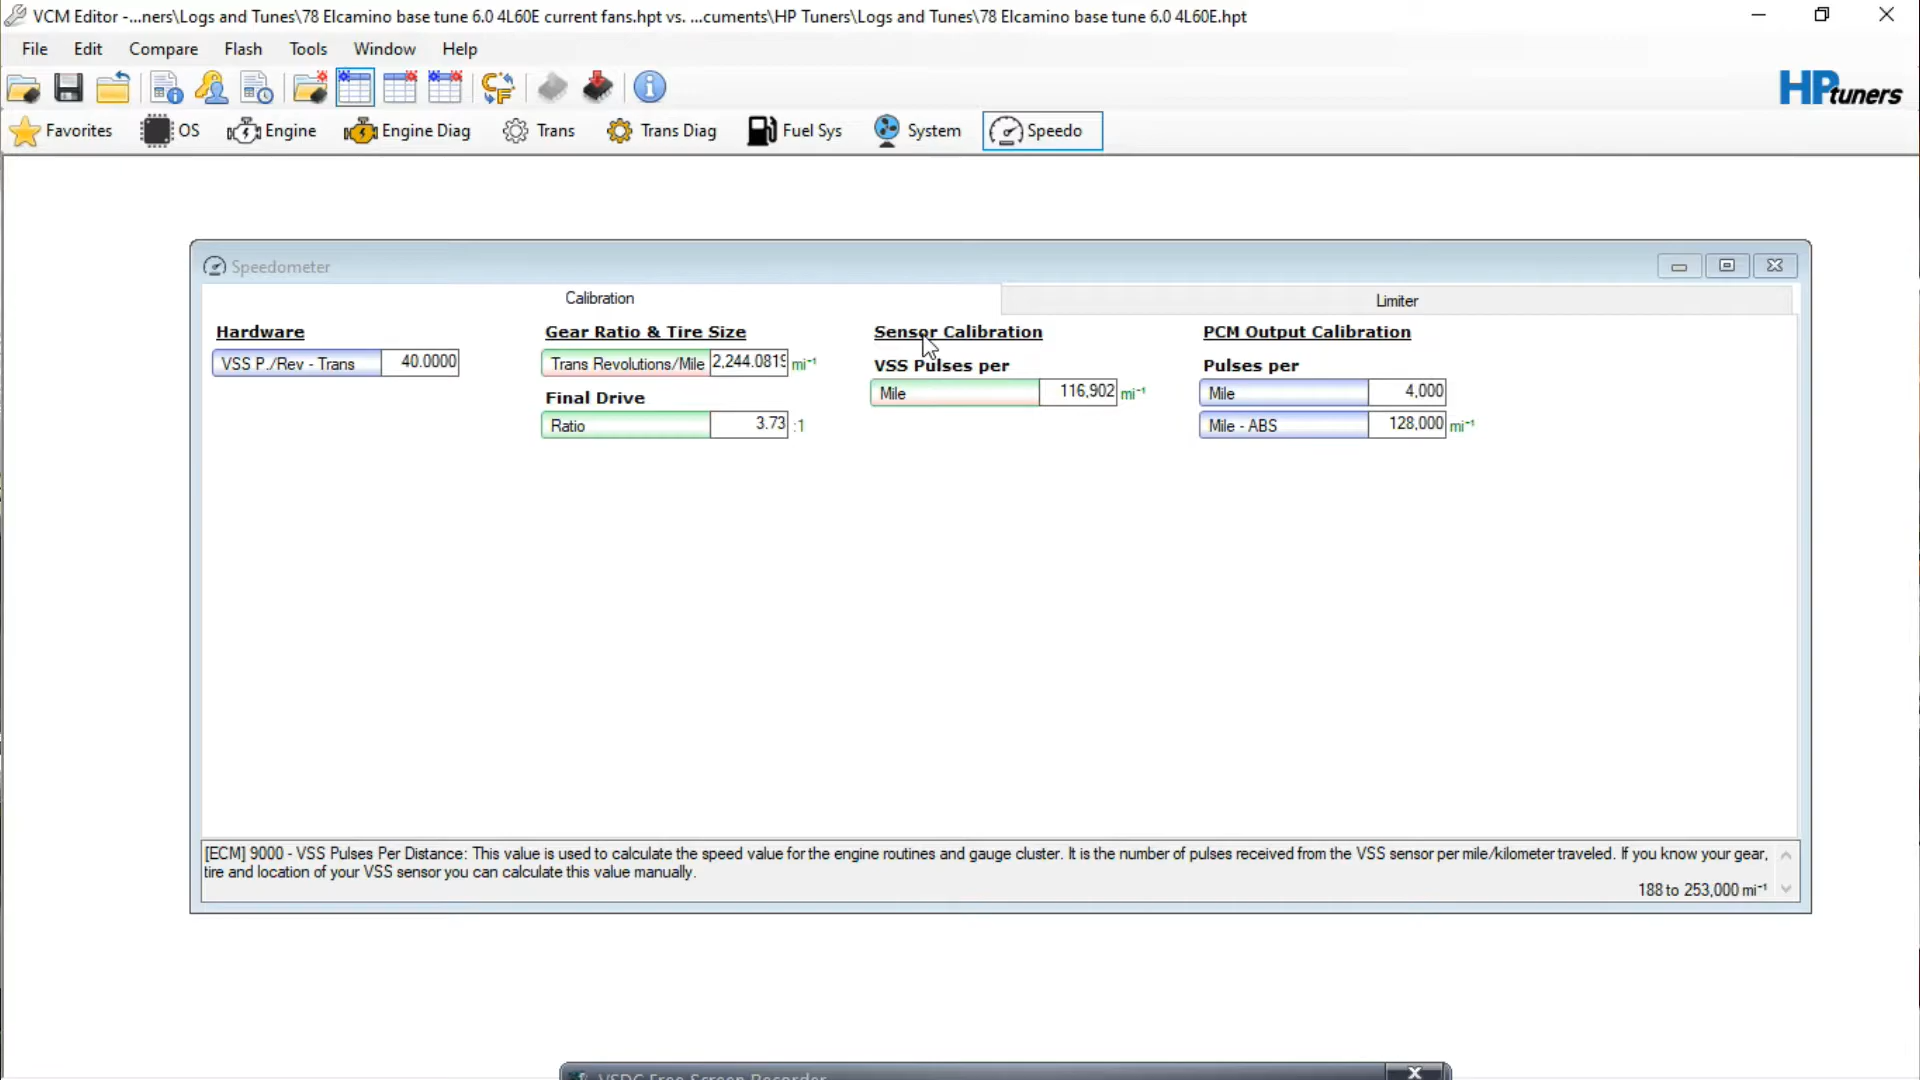 VCM Editor -...ners\Logs and Tunes\78 Elcamino base tune 6.0 4L60E current fans.hpt vs. ...cuments\HP Tuners\Logs and Tunes\78 Elcamino base tune 6.0 4L60E.hpt
File Edit Compare Flash Tools Window Help
HPtuners
Favorites OS Engine Engine Diag Trans Trans Diag Fuel Sys System Speedo
Speedometer
Calibration Limiter
Hardware Gear Ratio & Tire Size Sensor Calibration PCM Output Calibration
VSS P./Rev - Trans 40.0000 Trans Revolutions/Mile 2,244.0819 mi⁻¹ VSS Pulses per Pulses per
Mile 116,902 mi⁻¹ Mile 4,000
Final Drive
Ratio 3.73 :1 Mile - ABS 128,000 mi⁻¹
[ECM] 9000 - VSS Pulses Per Distance: This value is used to calculate the speed value for the engine routines and gauge cluster. It is the number of pulses received from the VSS sensor per mile/kilometer traveled. If you know your gear,
tire and location of your VSS sensor you can calculate this value manually.
188 to 253,000 mi⁻¹
VSDC Free Screen Recorder